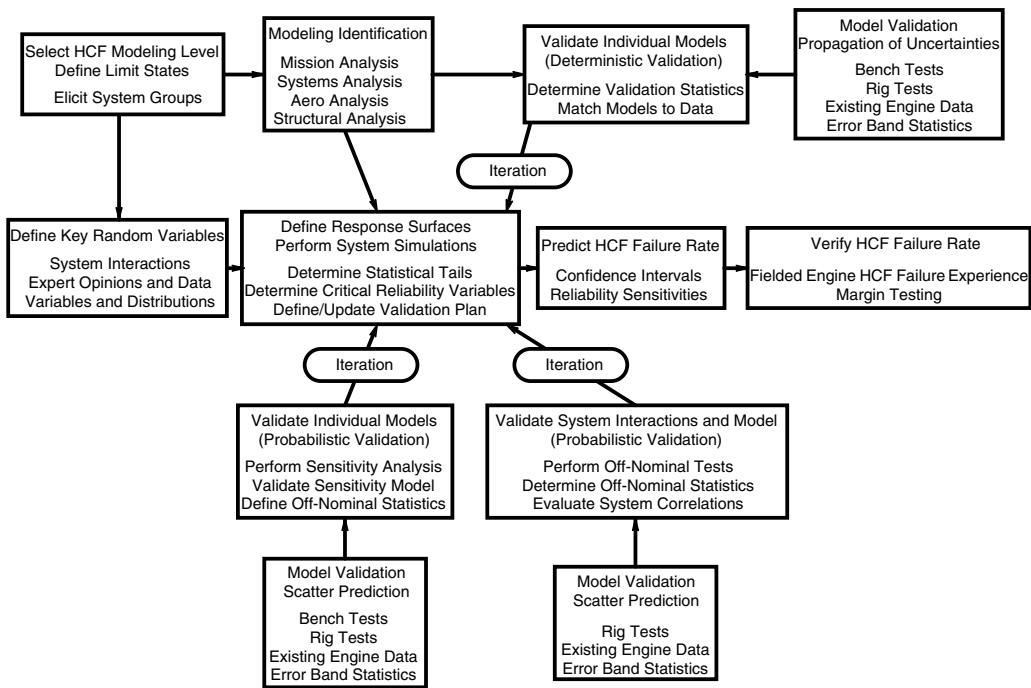 Select HCF Modeling Level
Define Limit States
Elicit System Groups
Modeling Identification
Mission Analysis
Systems Analysis
Aero Analysis
Structural Analysis
Validate Individual Models
(Deterministic Validation)
Determine Validation Statistics
Match Models to Data
Model Validation
Propagation of Uncertainties
Bench Tests
Rig Tests
Existing Engine Data
Error Band Statistics
Iteration
Define Key Random Variables
System Interactions
Expert Opinions and Data
Variables and Distributions
Define Response Surfaces
Perform System Simulations
Determine Statistical Tails
Determine Critical Reliability Variables
Define/Update Validation Plan
Predict HCF Failure Rate
Confidence Intervals
Reliability Sensitivities
Verify HCF Failure Rate
Fielded Engine HCF Failure Experience
Margin Testing
Iteration
Iteration
Validate Individual Models
(Probabilistic Validation)
Perform Sensitivity Analysis
Validate Sensitivity Model
Define Off-Nominal Statistics
Validate System Interactions and Model
(Probabilistic Validation)
Perform Off-Nominal Tests
Determine Off-Nominal Statistics
Evaluate System Correlations
Model Validation
Scatter Prediction
Bench Tests
Rig Tests
Existing Engine Data
Error Band Statistics
Model Validation
Scatter Prediction
Rig Tests
Existing Engine Data
Error Band Statistics